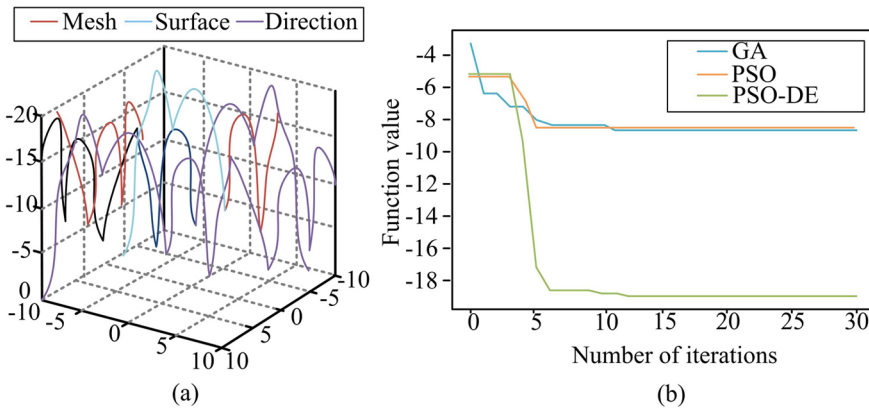 Mesh Surface Direction
-20
-15
-10
-5
0
-10
-5
0
5
10
10
5
0
-5
-10
(a)
GA
PSO
PSO-DE
Function value
-4
-6
-8
-10
-12
-14
-16
-18
0 5 10 15 20 25 30
Number of iterations
(b)